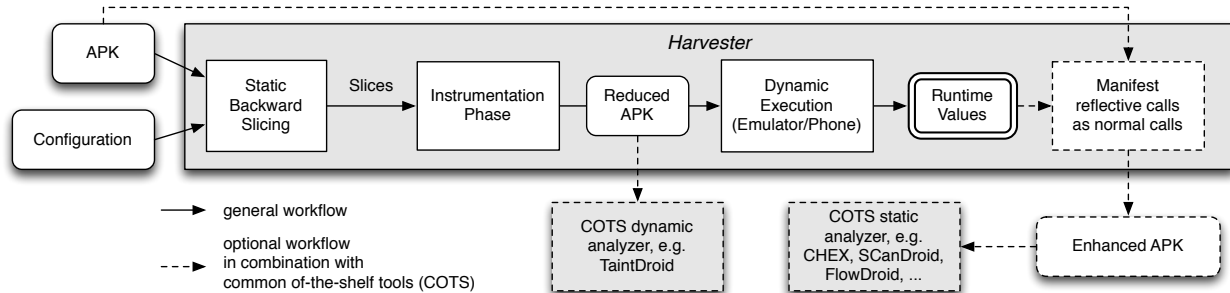 Harvester
APK
Configuration
Static
Backward
Slicing
Slices
Instrumentation
Phase
Reduced
APK
Dynamic
Execution
(Emulator/Phone)
Runtime
Values
Manifest
reflective calls
as normal calls
general workflow
optional workflow
in combination with
common of-the-shelf tools (COTS)
COTS dynamic
analyzer, e.g.
TaintDroid
COTS static
analyzer, e.g.
CHEX, SCanDroid,
FlowDroid, ...
Enhanced APK